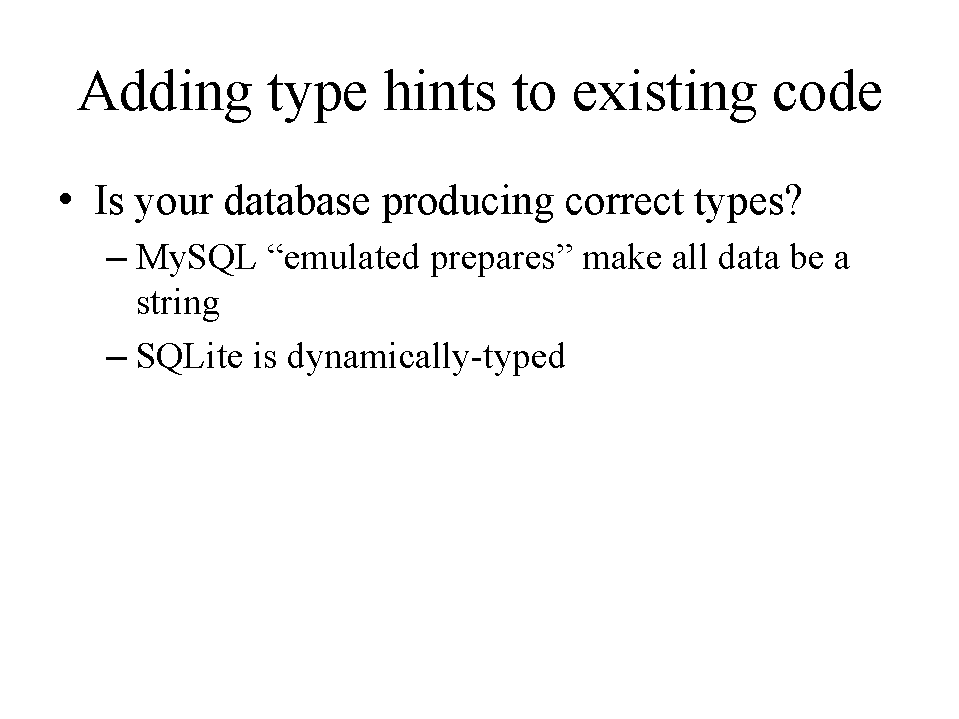 Adding type hints to existing code
• Is your database producing correct types?
– MySQL “emulated prepares” make all data be a
string
– SQLite is dynamically-typed